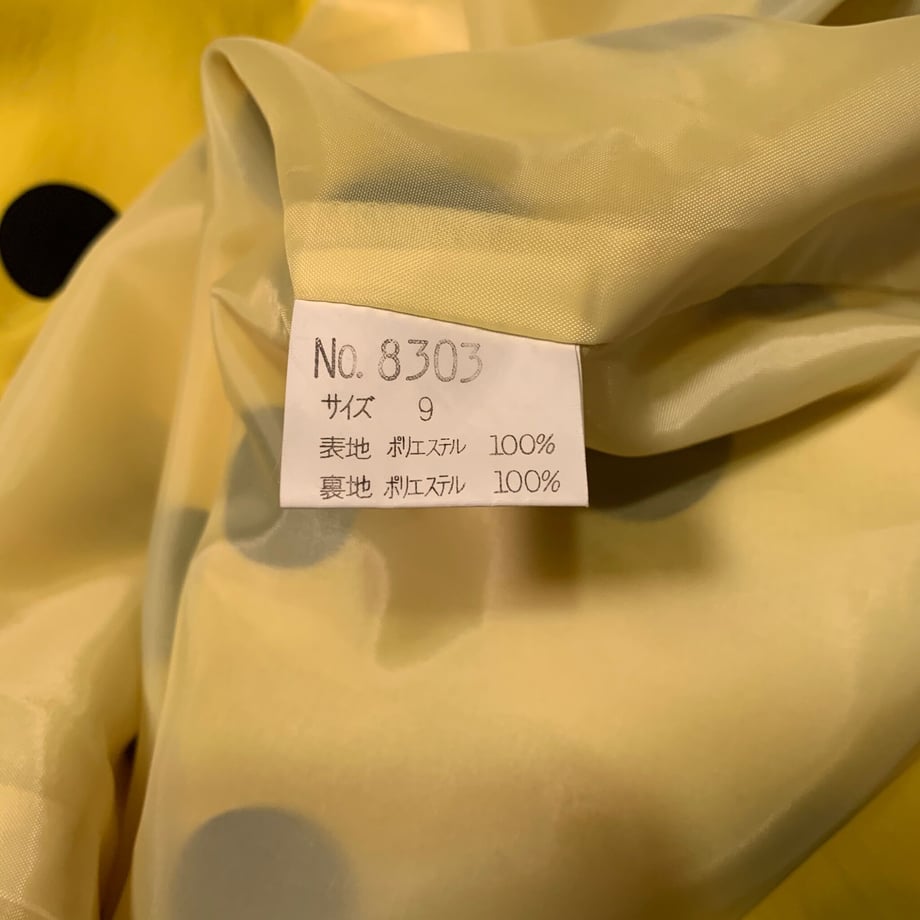 No. 8303
サイズ 9
表地 ポリエステル 100%
裏地 ポリエステル 100%